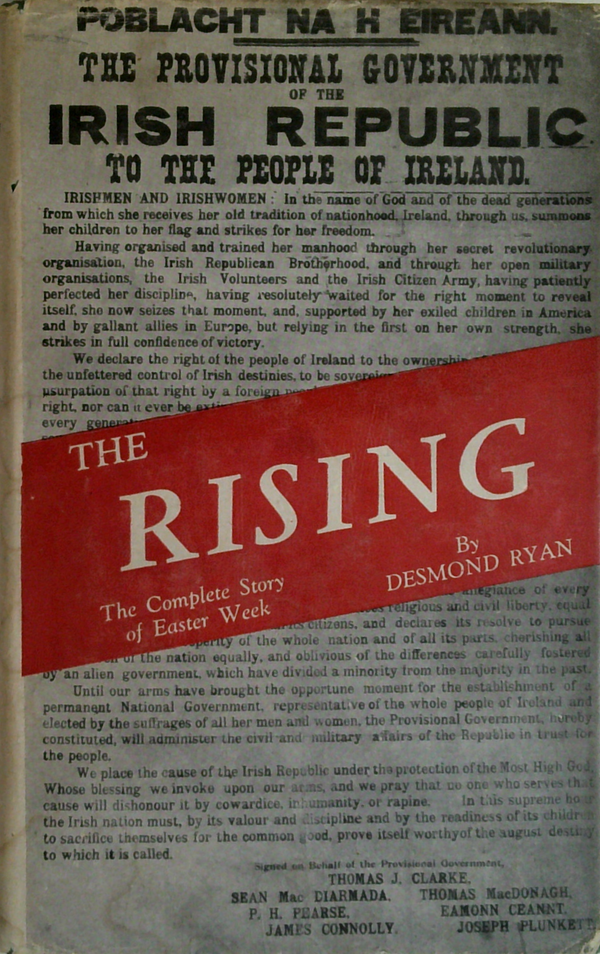 POBLACHT NA H EIREANN.
THE PROVISIONAL GOVERNMENT
OF THE
IRISH REPUBLIC
TO THE PEOPLE OF IRELAND.
IRISHMEN AND IRISHWOMEN: In the name of God and of the dead generations
from which she receives her old tradition of nationhood, Ireland, through us, summons
her children to her flag and strikes for her freedom.
Having organised and trained her manhood through her secret revolutionary
organisation, the Irish Republican Brotherhood, and through her open military
organisations, the Irish Volunteers and the Irish Citizen Army, having patiently
perfected her discipline, having resolutely waited for the right moment to reveal
itself, she now seizes that moment, and, supported by her exiled children in America
and by gallant allies in Europe, but relying in the first on her own strength, she
strikes in full confidence of victory.
We declare the right of the people of Ireland to the ownership
the unfettered control of Irish destinies, to be
usurpation of that right by a foreign
right, nor can it ever be
every
THE
RISING
By
DESMOND RYAN
The Complete Story
of Easter Week
allegiance of every
religious and civil liberty, equal
citizens, and declares its resolve to pursue
of the whole nation and of all its parts, cherishing all
of the nation equally, and oblivious of the differences carefully fostered
by an alien government, which have divided a minority from the majority in the past.
Until our arms have brought the opportune moment for the establishment of a
permanent National Government, representative of the whole people of Ireland and
elected by the suffrages of all her men and women, the Provisional Government, hereby
constituted, will administer the civil and military affairs of the Republic in trust for
the people.
We place the cause of the Irish Republic under the protection of the Most High God,
Whose blessing we invoke upon our arms, and we pray that no one who serves that
cause will dishonour it by cowardice, inhumanity, or rapine. In this supreme hour
the Irish nation must, by its valour and discipline and by the readiness of its children
to sacrifice themselves for the common good, prove itself worthy of the august destiny
to which it is called.
Signed on Behalf of the Provisional Government,
THOMAS J. CLARKE,
SEAN Mac DIARMADA, THOMAS MacDONAGH,
P. H. PEARSE, EAMONN CEANNT,
JAMES CONNOLLY, JOSEPH PLUNKETT